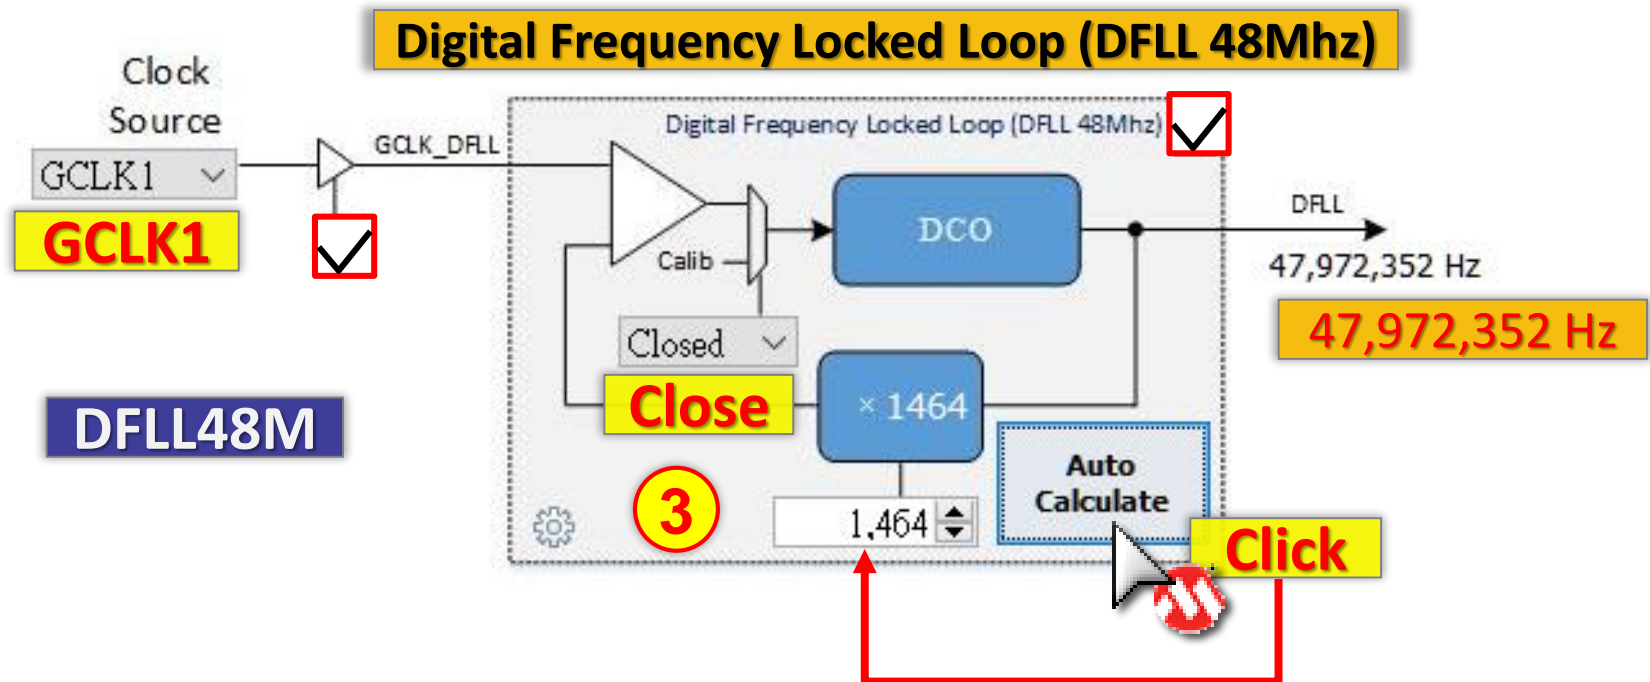 Digital Frequency Locked Loop (DFLL 48Mhz)
Clock
Source
GCLK1
GCLK1
GCLK_DFLL
Digital Frequency Locked Loop (DFLL 48Mhz)
Calib
DCO
DFLL
47,972,352 Hz
47,972,352 Hz
Closed
Close
× 1464
DFLL48M
3
1,464
Auto
Calculate
Click